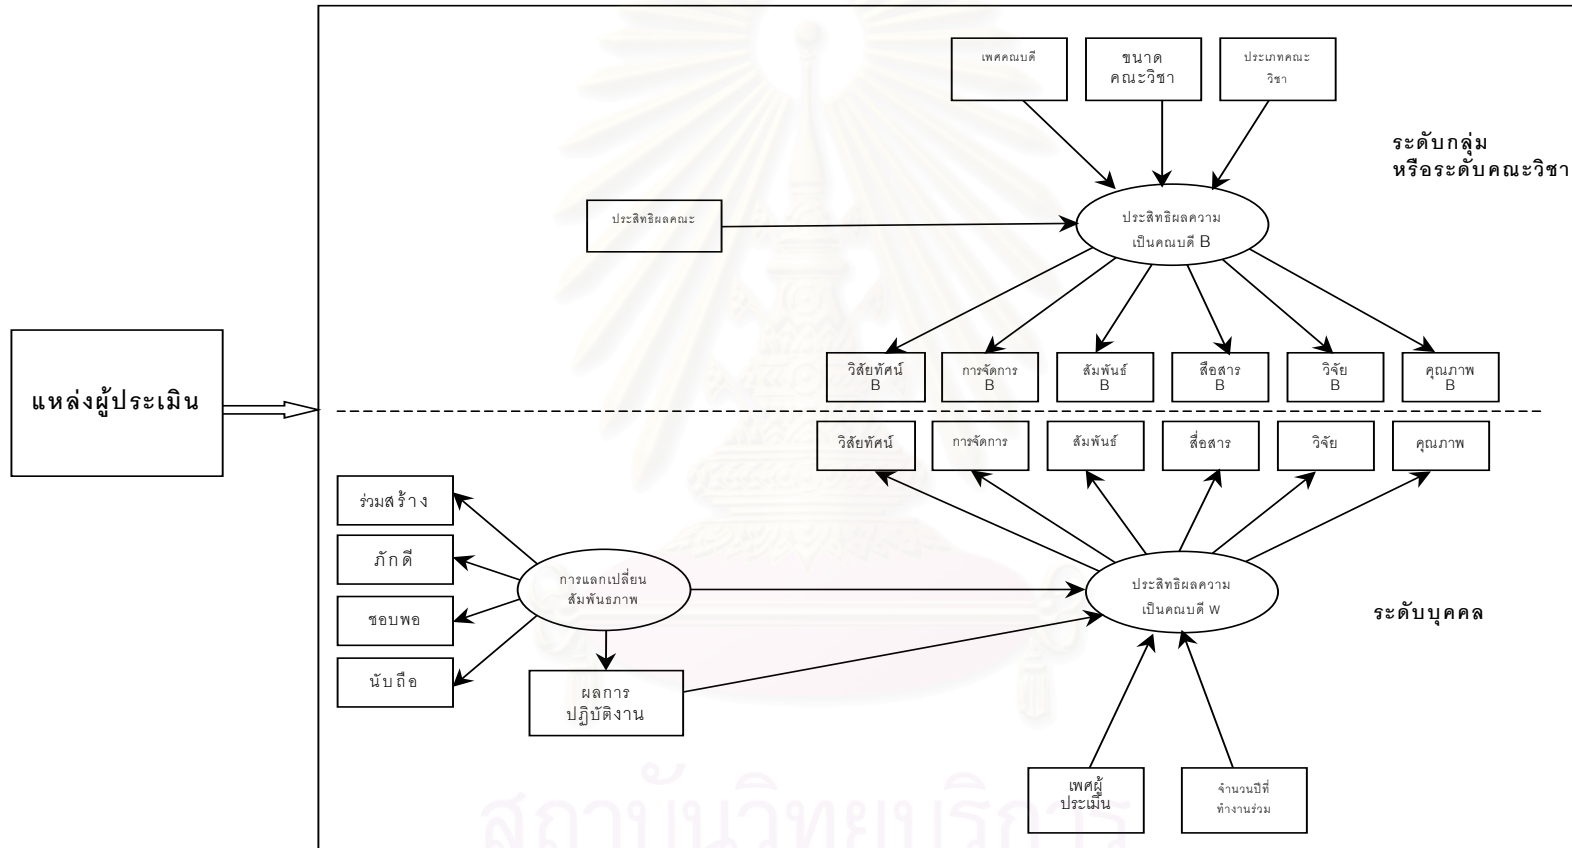 เพศคณบดี
ขนาด
คณะวิชา
ประเภทคณะ
วิชา
ระดับกลุ่ม
หรือระดับคณะวิชา
ประสิทธิผลคณะ
ประสิทธิผลความ
เป็นคณบดี B
วิสัยทัศน์
B
การจัดการ
B
สัมพันธ์
B
สื่อสาร
B
วิจัย
B
คุณภาพ
B
แหล่งผู้ประเมิน
วิสัยทัศน์
การจัดการ
สัมพันธ์
สื่อสาร
วิจัย
คุณภาพ
ร่วมสร้าง
ภักดี
ชอบพอ
นับถือ
การแลกเปลี่ยน
สัมพันธภาพ
ประสิทธิผลความ
เป็นคณบดี W
ระดับบุคคล
ผลการ
ปฏิบัติงาน
เพศผู้
ประเมิน
จำนวนปีที่
ทำงานร่วม
สถาบันวิทยบริการ